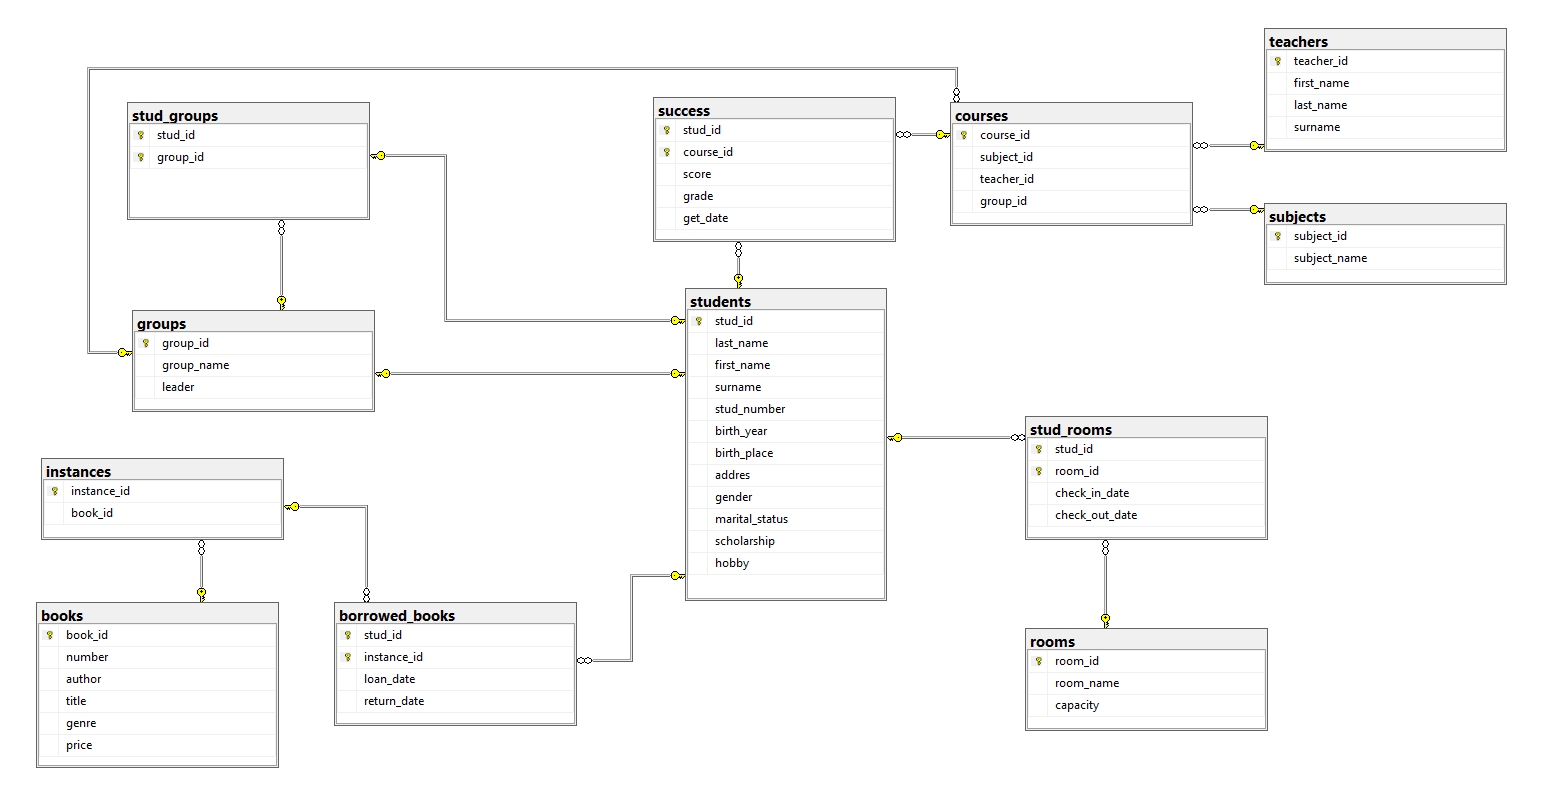 teachers
teacher_id
first_name
last_name
surname
stud_groups
stud_id
group_id
success
stud_id
course_id
score
grade
get_date
courses
course_id
subject_id
teacher_id
group_id
subjects
subject_id
subject_name
groups
group_id
group_name
leader
students
stud_id
last_name
first_name
surname
stud_number
birth_year
birth_place
addres
gender
marital_status
scholarship
hobby
stud_rooms
stud_id
room_id
check_in_date
check_out_date
instances
instance_id
book_id
books
book_id
number
author
title
genre
price
borrowed_books
stud_id
instance_id
loan_date
return_date
rooms
room_id
room_name
capacity